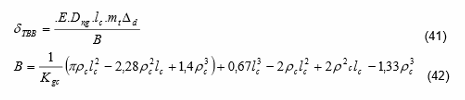 δ_TBB = .E.D_ng.l_c.m_t Δ_d / B (41)
B = 1/K_gc (πρ_c l_c^2 − 2,28ρ_c^2 l_c + 1,4ρ_c^3) + 0,67l_c^3 − 2ρ_c l_c^2 + 2ρ^2_c l_c − 1,33ρ_c^3 (42)